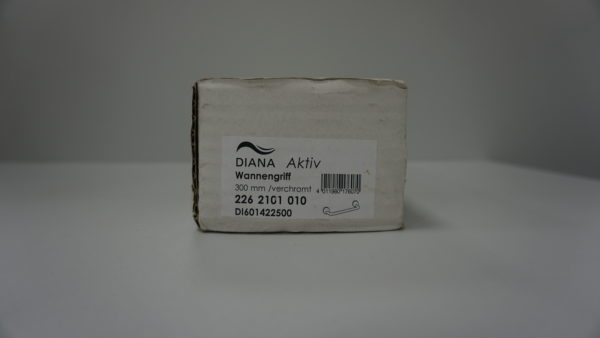 DIANA Aktiv
Wannengriff
300 mm /verchromt
226 2101 010
DI601422500